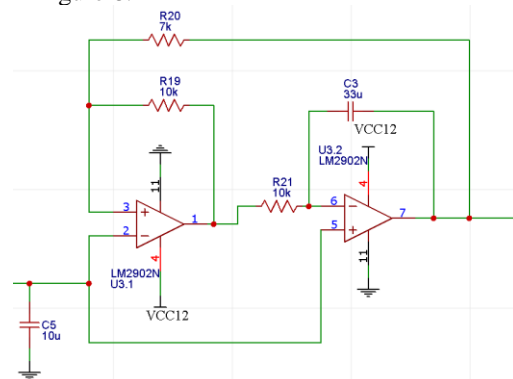 R20
7k
R19
10k
C3
33u
VCC12
U3.2
LM2902N
11
4
R21
10k
3
1
2
6
7
5
4
11
LM2902N
U3.1
VCC12
C5
10u